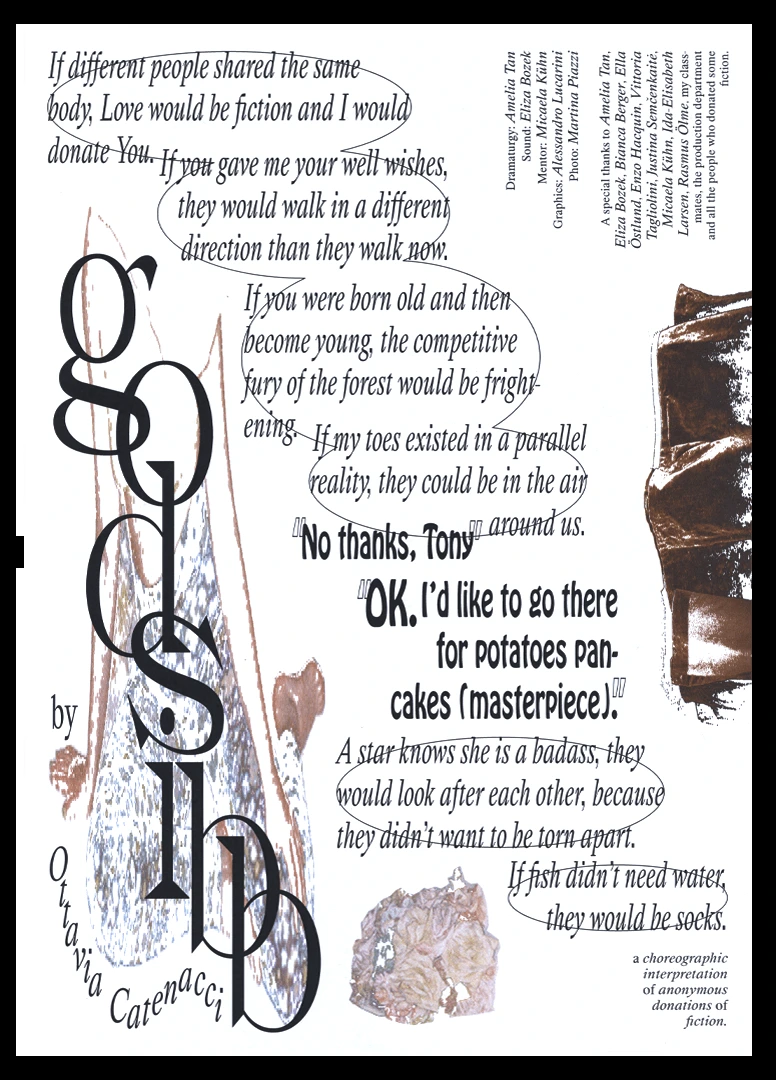 If different people shared the same
body, Love would be fiction and I would
donate You.
If you gave me your well wishes,
they would walk in a different
direction than they walk now.
If you were born old and then
become young, the competitive
fury of the forest would be fright-
ening.
If my toes existed in a parallel
reality, they could be in the air
around us.
"No thanks, Tony"
"OK. I'd like to go there
for potatoes pan-
cakes (masterpiece)."
A star knows she is a badass, they
would look after each other, because
they didn't want to be torn apart.
If fish didn't need water,
they would be socks.
a choreographic
interpretation
of anonymous
donations of
fiction.
godsibb
by
Ottavia Catenacci
Dramaturgy: Amelia Tan
Sound: Eliza Bozek
Mentor: Micaela Kühn
Graphics: Alessandro Lucarini
Photo: Martina Piazzi
A special thanks to Amelia Tan,
Eliza Bozek, Bianca Berger, Ella
Östlund, Enzo Hacquin, Vittoria
Tagliolini, Justina Semčenkaitė,
Micaela Kühn, Ida-Elisabeth
Larsen, Rasmus Ölme, my class-
mates, the production department
and all the people who donated some
fiction.